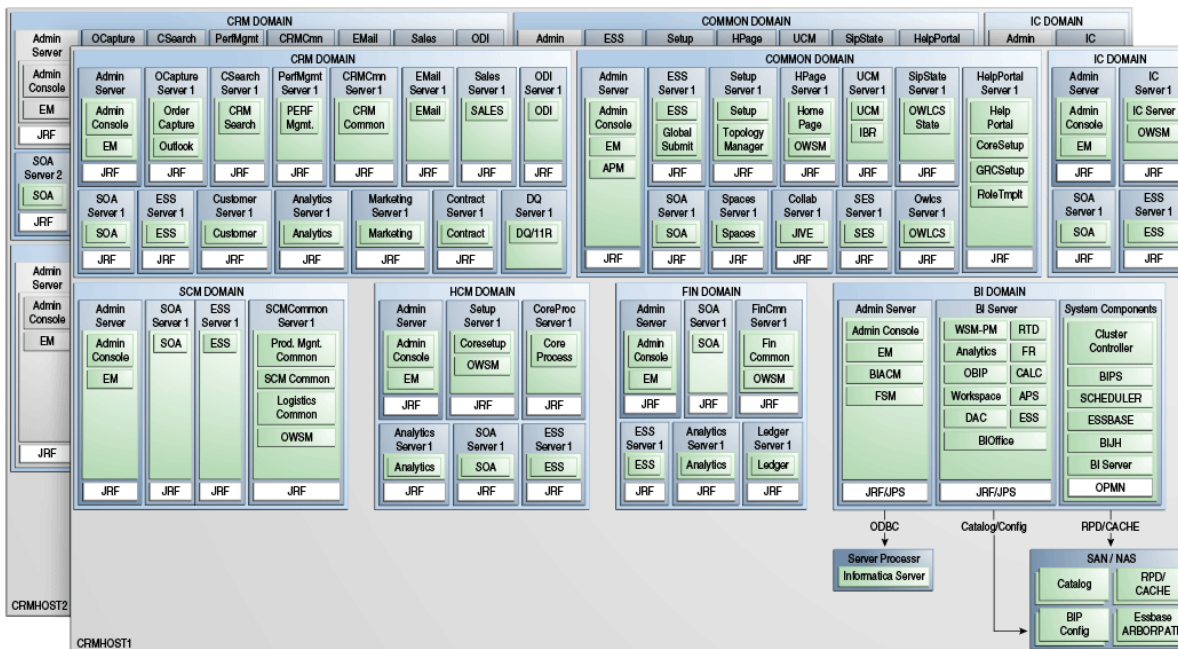 CRM DOMAIN
COMMON DOMAIN
IC DOMAIN
Admin Server
OCapture
CSearch
PerfMgmt
CRMCmn
EMail
Sales
ODI
Admin
ESS
Setup
HPage
UCM
SipState
HelpPortal
Admin
IC
Admin Console
EM
JRF
SOA Server 2
SOA
JRF
Admin Server
Admin Console
EM
JRF
CRMHOST2
CRM DOMAIN
Admin Server
Admin Console
EM
JRF
OCapture Server 1
Order Capture
Outlook
JRF
CSearch Server 1
CRM Search
JRF
PerfMgmt Server 1
PERF Mgmt.
JRF
CRMCmn Server 1
CRM Common
JRF
EMail Server 1
EMail
JRF
Sales Server 1
SALES
JRF
ODI Server 1
ODI
JRF
SOA Server 1
SOA
JRF
ESS Server 1
ESS
JRF
Customer Server 1
Customer
JRF
Analytics Server 1
Analytics
JRF
Marketing Server 1
Marketing
JRF
Contract Server 1
Contract
JRF
DQ Server 1
DQ/11R
COMMON DOMAIN
Admin Server
Admin Console
EM
APM
JRF
ESS Server 1
ESS
Global Submit
JRF
Setup Server 1
Setup
Topology Manager
JRF
HPage Server 1
Home Page
OWSM
JRF
UCM Server 1
UCM
IBR
JRF
SipState Server 1
OWLCS State
JRF
HelpPortal Server 1
Help Portal
CoreSetup
GRCSetup
RoleTmplt
JRF
SOA Server 1
SOA
JRF
Spaces Server 1
Spaces
JRF
Collab Server 1
JIVE
JRF
SES Server 1
SES
JRF
Owlcs Server 1
OWLCS
JRF
IC DOMAIN
Admin Server
Admin Console
EM
JRF
IC Server 1
IC Server
OWSM
JRF
SOA Server 1
SOA
JRF
ESS Server 1
ESS
JRF
SCM DOMAIN
Admin Server
Admin Console
EM
JRF
SOA Server 1
SOA
JRF
ESS Server 1
ESS
JRF
SCMCommon Server 1
Prod. Mgnt. Common
SCM Common
Logistics Common
OWSM
JRF
HCM DOMAIN
Admin Server
Admin Console
EM
JRF
Setup Server 1
Coresetup
OWSM
JRF
CoreProc Server 1
Core Process
JRF
Analytics Server 1
Analytics
JRF
SOA Server 1
SOA
JRF
ESS Server 1
ESS
JRF
FIN DOMAIN
Admin Server
Admin Console
EM
JRF
SOA Server 1
SOA
JRF
FinCmn Server 1
Fin Common
OWSM
JRF
ESS Server 1
ESS
JRF
Analytics Server 1
Analytics
JRF
Ledger Server 1
Ledger
JRF
BI DOMAIN
Admin Server
Admin Console
EM
BIACM
FSM
JRF/JPS
BI Server
WSM-PM
RTD
Analytics
FR
OBIP
CALC
Workspace
APS
DAC
ESS
BIOffice
JRF/JPS
System Components
Cluster Controller
BIPS
SCHEDULER
ESSBASE
BIJH
BI Server
OPMN
ODBC
Catalog/Config
RPD/CACHE
Server Processr
Informatica Server
SAN / NAS
Catalog
RPD/ CACHE
BIP Config
Essbase ARBORPATH
CRMHOST1